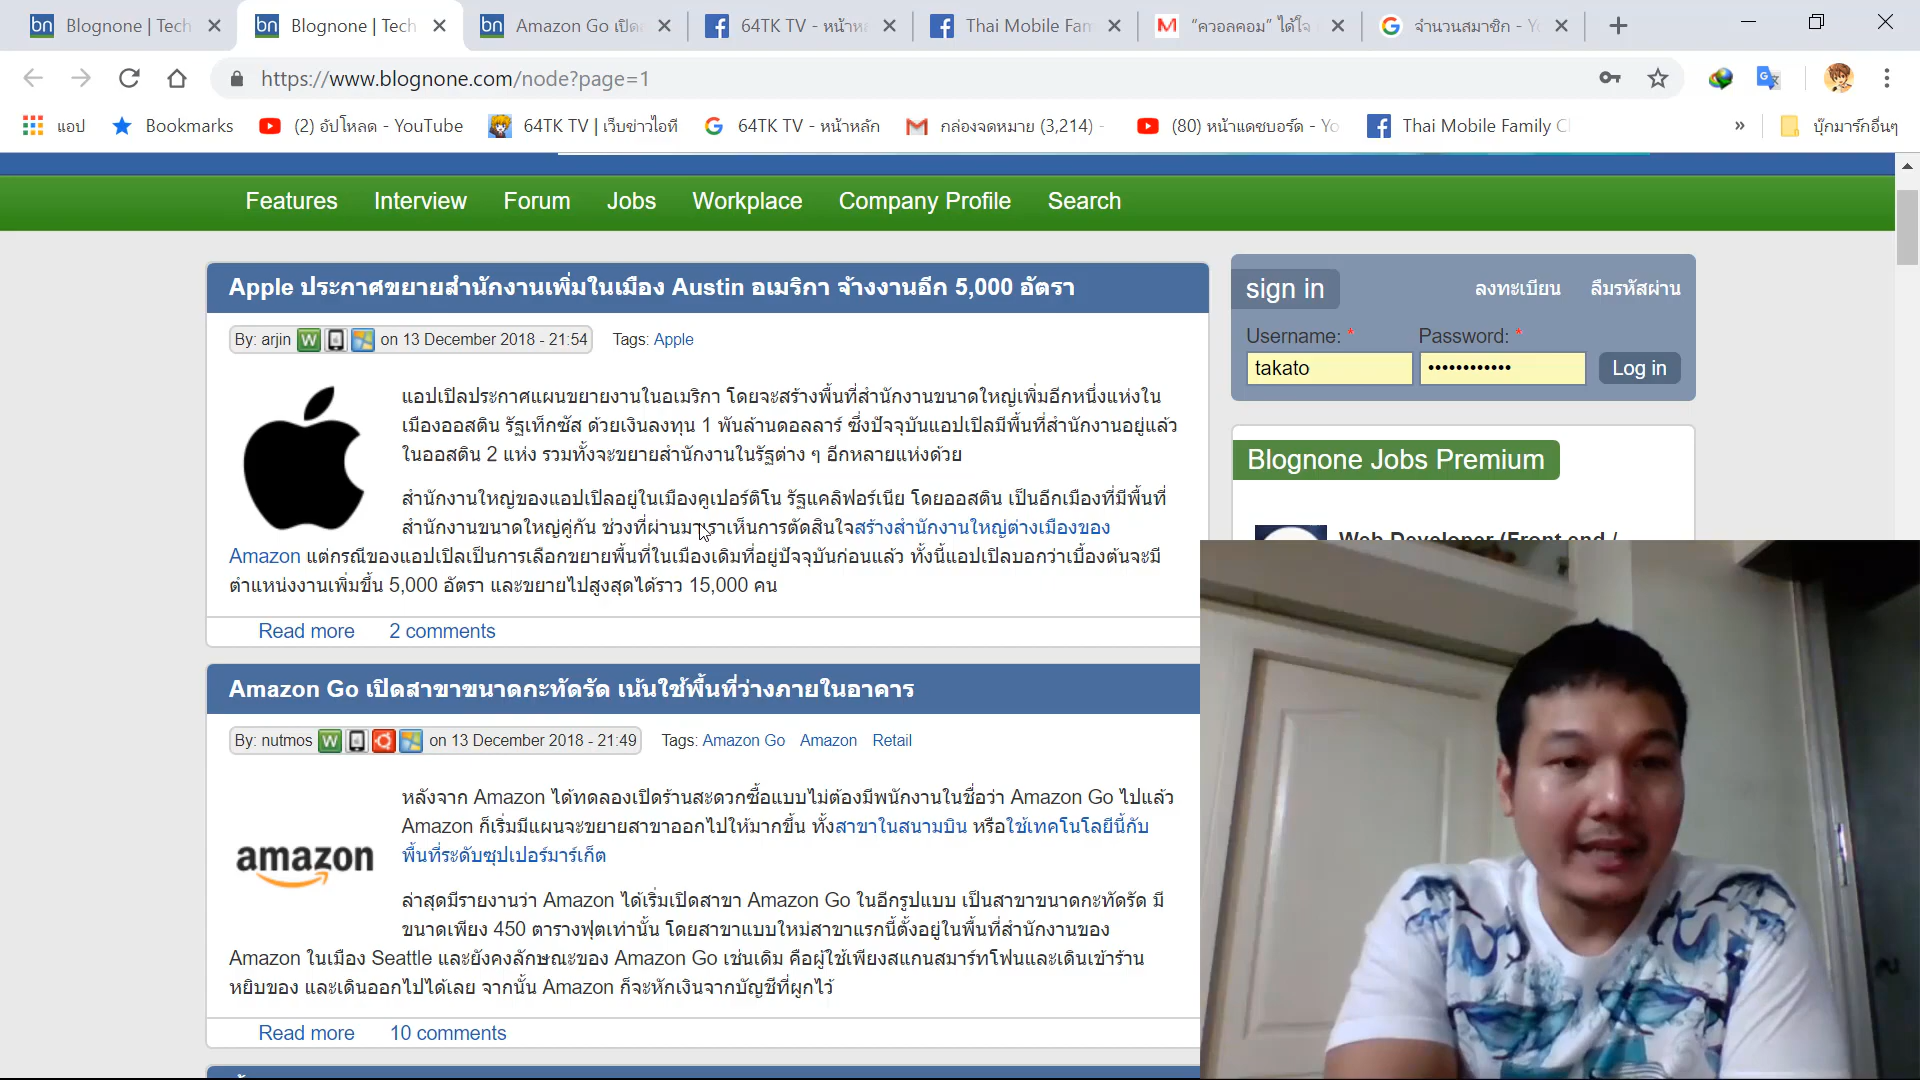 Blognone | Tech
Blognone | Tech
Amazon Go เปิด
64TK TV - หน้าห
Thai Mobile Fam
“ควอลคอม” ได้ใจ
จำนวนสมาชิก - Y
https://www.blognone.com/node?page=1
แอป
Bookmarks
(2) อัปโหลด - YouTube
64TK TV | เว็บข่าวไอที
64TK TV - หน้าหลัก
กล่องจดหมาย (3,214) -
(80) หน้าแดชบอร์ด - Yo
Thai Mobile Family C
»
บุ๊กมาร์กอื่นๆ
Features
Interview
Forum
Jobs
Workplace
Company Profile
Search
Apple ประกาศขยายสำนักงานเพิ่มในเมือง Austin อเมริกา จ้างงานอีก 5,000 อัตรา
By: arjin on 13 December 2018 - 21:54 Tags: Apple
แอปเปิลประกาศแผนขยายงานในอเมริกา โดยจะสร้างพื้นที่สำนักงานขนาดใหญ่เพิ่มอีกหนึ่งแห่งใน
เมืองออสติน รัฐเท็กซัส ด้วยเงินลงทุน 1 พันล้านดอลลาร์ ซึ่งปัจจุบันแอปเปิลมีพื้นที่สำนักงานอยู่แล้ว
ในออสติน 2 แห่ง รวมทั้งจะขยายสำนักงานในรัฐต่าง ๆ อีกหลายแห่งด้วย
สำนักงานใหญ่ของแอปเปิลอยู่ในเมืองคูเปอร์ติโน รัฐแคลิฟอร์เนีย โดยออสติน เป็นอีกเมืองที่มีพื้นที่
สำนักงานขนาดใหญ่คู่กัน ช่วงที่ผ่านมาเราเห็นการตัดสินใจสร้างสำนักงานใหญ่ต่างเมืองของ
Amazon แต่กรณีของแอปเปิลเป็นการเลือกขยายพื้นที่ในเมืองเดิมที่อยู่ปัจจุบันก่อนแล้ว ทั้งนี้แอปเปิลบอกว่าเบื้องต้นจะมี
ตำแหน่งงานเพิ่มขึ้น 5,000 อัตรา และขยายไปสูงสุดได้ราว 15,000 คน
Read more 2 comments
Amazon Go เปิดสาขาขนาดกะทัดรัด เน้นใช้พื้นที่ว่างภายในอาคาร
By: nutmos on 13 December 2018 - 21:49 Tags: Amazon Go Amazon Retail
amazon
หลังจาก Amazon ได้ทดลองเปิดร้านสะดวกซื้อแบบไม่ต้องมีพนักงานในชื่อว่า Amazon Go ไปแล้ว
Amazon ก็เริ่มมีแผนจะขยายสาขาออกไปให้มากขึ้น ทั้งสาขาในสนามบิน หรือใช้เทคโนโลยีนี้กับ
พื้นที่ระดับซุปเปอร์มาร์เก็ต
ล่าสุดมีรายงานว่า Amazon ได้เริ่มเปิดสาขา Amazon Go ในอีกรูปแบบ เป็นสาขาขนาดกะทัดรัด มี
ขนาดเพียง 450 ตารางฟุตเท่านั้น โดยสาขาแบบใหม่สาขาแรกนี้ตั้งอยู่ในพื้นที่สำนักงานของ
Amazon ในเมือง Seattle และยังคงลักษณะของ Amazon Go เช่นเดิม คือผู้ใช้เพียงสแกนสมาร์ทโฟนและเดินเข้าร้าน
หยิบของ และเดินออกไปได้เลย จากนั้น Amazon ก็จะหักเงินจากบัญชีที่ผูกไว้
Read more 10 comments
sign in
ลงทะเบียน
ลืมรหัสผ่าน
Username: *
Password: *
takato
••••••••••••
Log in
Blognone Jobs Premium
Web Developer (Front end /